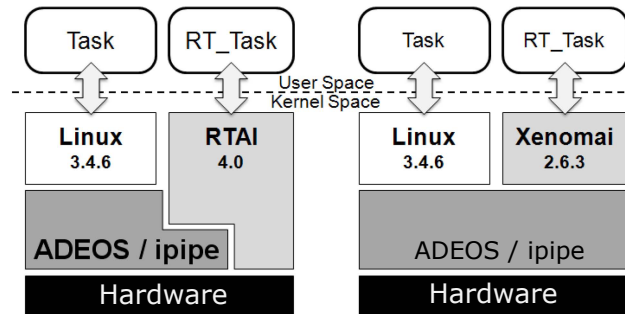 Task
RT_Task
User Space
Kernel Space
Linux
3.4.6
RTAI
4.0
ADEOS / ipipe
Hardware
Task
RT_Task
Linux
3.4.6
Xenomai
2.6.3
ADEOS / ipipe
Hardware